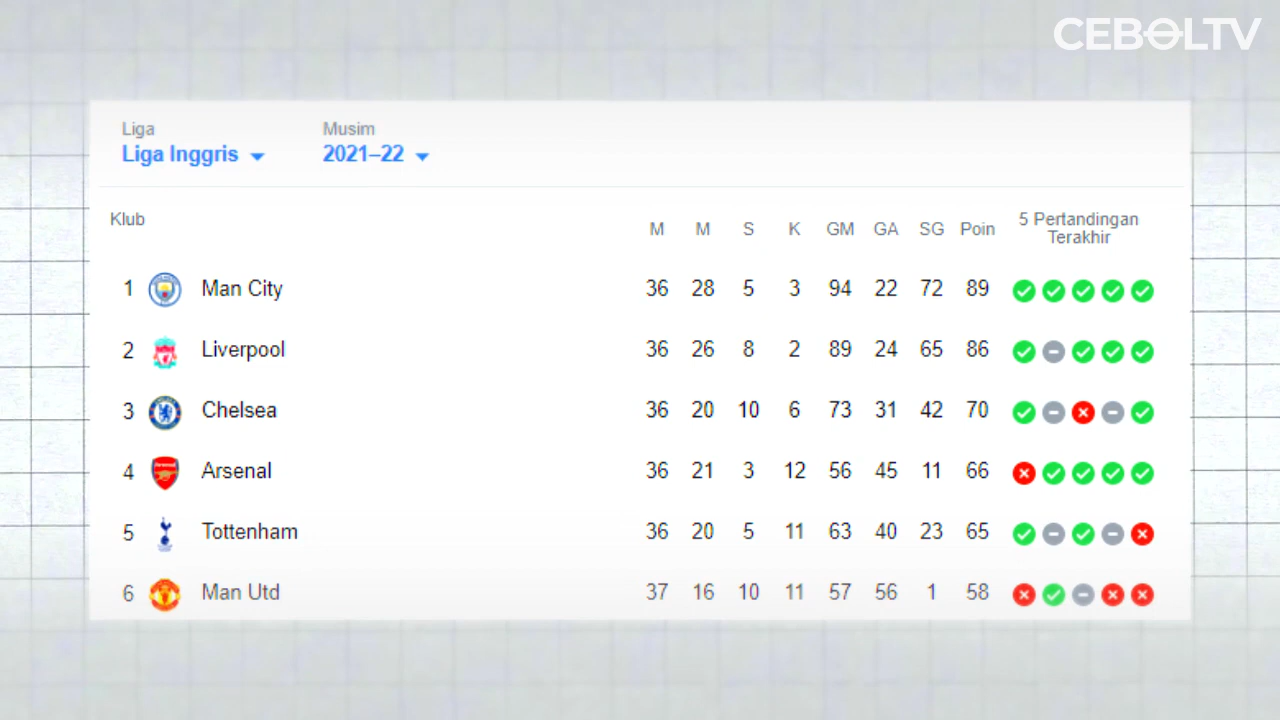 CEBOLTV
Liga Musim
Liga Inggris 2021–22
Klub M M S K GM GA SG Poin 5 Pertandingan
Terakhir
1 Man City 36 28 5 3 94 22 72 89
2 Liverpool 36 26 8 2 89 24 65 86
3 Chelsea 36 20 10 6 73 31 42 70
4 Arsenal 36 21 3 12 56 45 11 66
5 Tottenham 36 20 5 11 63 40 23 65
6 Man Utd 37 16 10 11 57 56 1 58